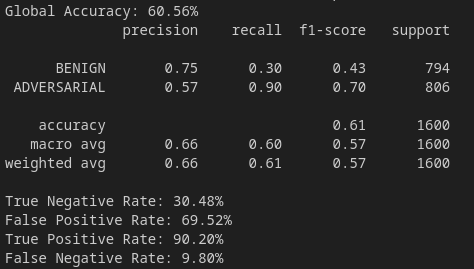 Global Accuracy: 60.56%
precision recall f1-score support
BENIGN 0.75 0.30 0.43 794
ADVERSARIAL 0.57 0.90 0.70 806
accuracy 0.61 1600
macro avg 0.66 0.60 0.57 1600
weighted avg 0.66 0.61 0.57 1600
True Negative Rate: 30.48%
False Positive Rate: 69.52%
True Positive Rate: 90.20%
False Negative Rate: 9.80%